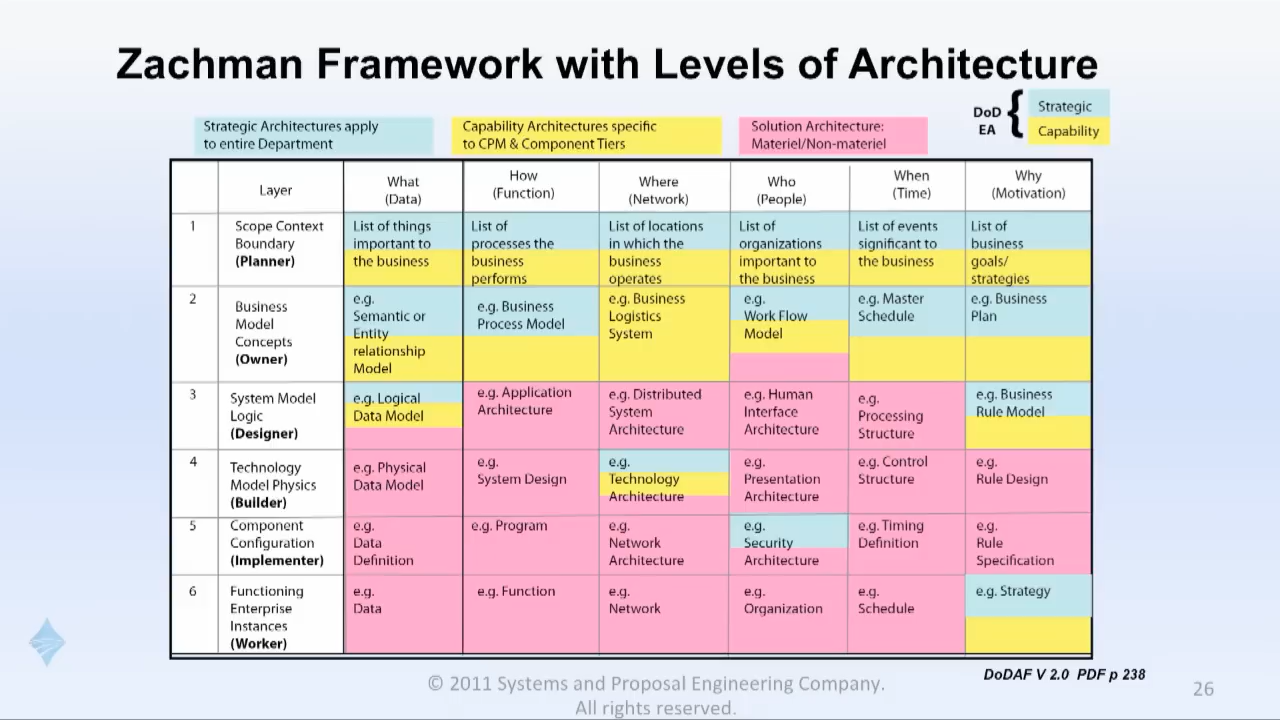 Zachman Framework with Levels of Architecture
DoD
EA
{
Strategic
Capability
Strategic Architectures apply
to entire Department
Capability Architectures specific
to CPM & Component Tiers
Solution Architecture:
Materiel/Non-materiel
Layer
What
(Data)
How
(Function)
Where
(Network)
Who
(People)
When
(Time)
Why
(Motivation)
1
Scope Context
Boundary
(Planner)
List of things
important to
the business
List of
processes the
business
performs
List of locations
in which the
business
operates
List of
organizations
important to
the business
List of events
significant to
the business
List of
business
goals/
strategies
2
Business
Model
Concepts
(Owner)
e.g.
Semantic or
Entity
relationship
Model
e.g. Business
Process Model
e.g. Business
Logistics
System
e.g.
Work Flow
Model
e.g. Master
Schedule
e.g. Business
Plan
3
System Model
Logic
(Designer)
e.g. Logical
Data Model
e.g. Application
Architecture
e.g. Distributed
System
Architecture
e.g. Human
Interface
Architecture
e.g.
Processing
Structure
e.g. Business
Rule Model
4
Technology
Model Physics
(Builder)
e.g. Physical
Data Model
e.g.
System Design
e.g.
Technology
Architecture
e.g.
Presentation
Architecture
e.g. Control
Structure
e.g.
Rule Design
5
Component
Configuration
(Implementer)
e.g.
Data
Definition
e.g. Program
e.g.
Network
Architecture
e.g.
Security
Architecture
e.g. Timing
Definition
e.g.
Rule
Specification
6
Functioning
Enterprise
Instances
(Worker)
e.g.
Data
e.g. Function
e.g.
Network
e.g.
Organization
e.g.
Schedule
e.g. Strategy
DoDAF V 2.0 PDF p 238
© 2011 Systems and Proposal Engineering Company.
All rights reserved.
26